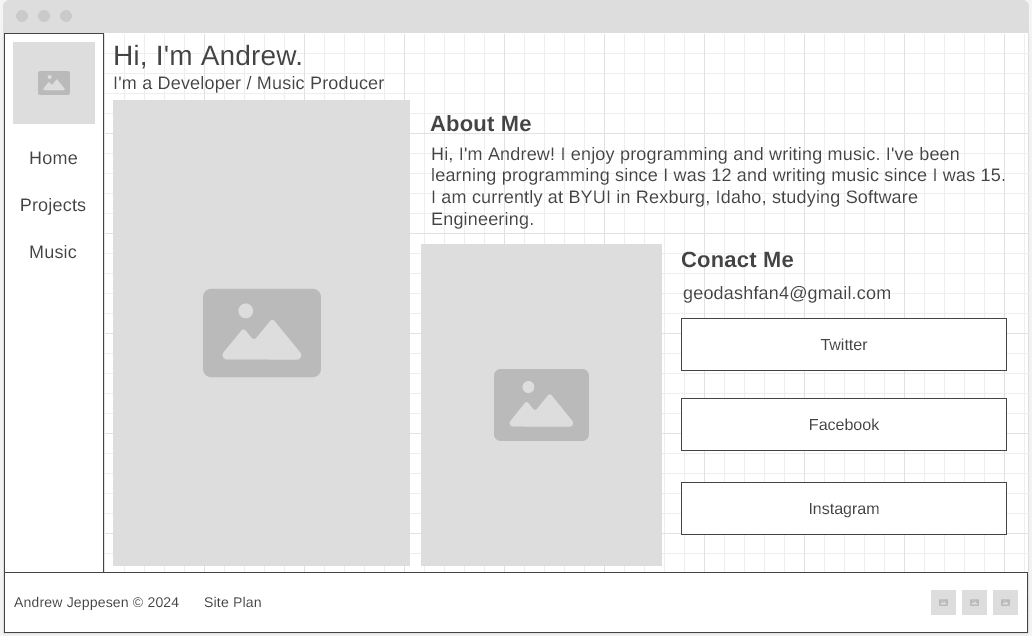 Hi, I'm Andrew.
I'm a Developer / Music Producer
Home
Projects
Music
About Me
Hi, I'm Andrew! I enjoy programming and writing music. I've been
learning programming since I was 12 and writing music since I was 15.
I am currently at BYUI in Rexburg, Idaho, studying Software
Engineering.
Conact Me
geodashfan4@gmail.com
Twitter
Facebook
Instagram
Andrew Jeppesen © 2024 Site Plan